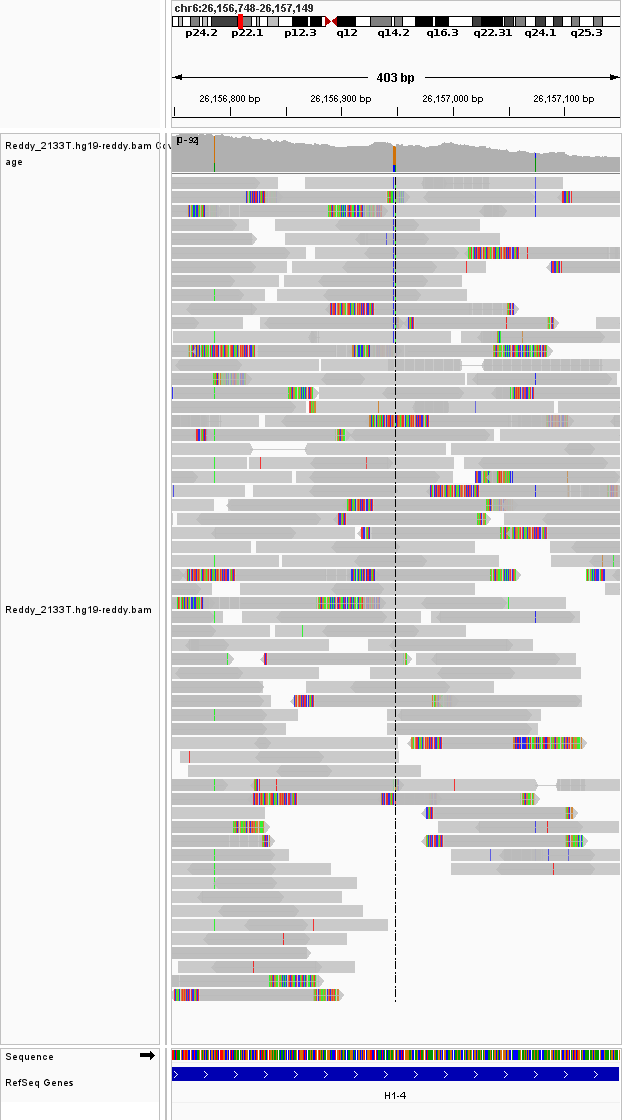 chr6:26,156,748-26,157,149
p24.2 p22.1 p12.3 q12 q14.2 q16.3 q22.31 q24.1 q25.3
403 bp
26,156,800 bp 26,156,900 bp 26,157,000 bp 26,157,100 bp
Reddy_2133T.hg19-reddy.bam Cov
age
[0-92]
Reddy_2133T.hg19-reddy.bam
Sequence
RefSeq Genes
H1-4